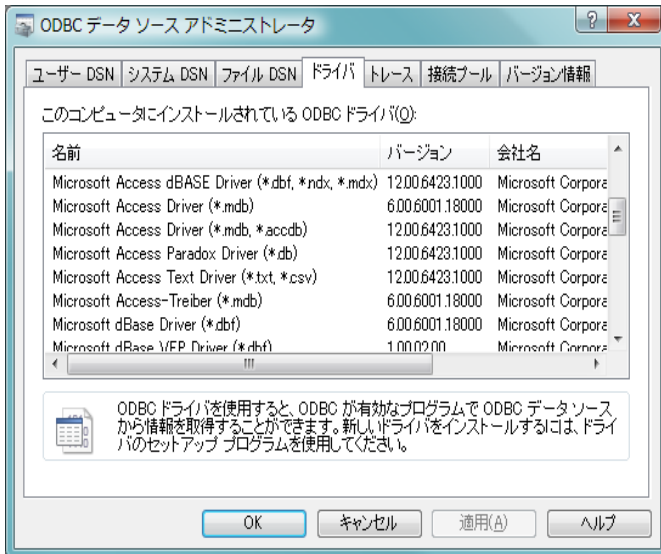 ODBC データ ソース アドミニストレータ
ユーザー DSN システム DSN ファイル DSN ドライバ トレース 接続プール バージョン情報
このコンピュータにインストールされている ODBC ドライバ(O):
名前 バージョン 会社名
Microsoft Access dBASE Driver (*.dbf, *.ndx, *.mdx) 12.00.6423.1000 Microsoft Corpora
Microsoft Access Driver (*.mdb) 6.00.6001.18000 Microsoft Corpora
Microsoft Access Driver (*.mdb, *.accdb) 12.00.6423.1000 Microsoft Corpora
Microsoft Access Paradox Driver (*.db) 12.00.6423.1000 Microsoft Corpora
Microsoft Access Text Driver (*.txt, *.csv) 12.00.6423.1000 Microsoft Corpora
Microsoft Access-Treiber (*.mdb) 6.00.6001.18000 Microsoft Corpora
Microsoft dBase Driver (*.dbf) 6.00.6001.18000 Microsoft Corpora
Microsoft dBase VFP Driver (*.dbf) 1.00.02.00 Microsoft Corpora
ODBC ドライバを使用すると、ODBC が有効なプログラムで ODBC データ ソース
から情報を取得することができます。新しいドライバをインストールするには、ドライ
バのセットアップ プログラムを使用してください。
OK キャンセル 適用(A) ヘルプ